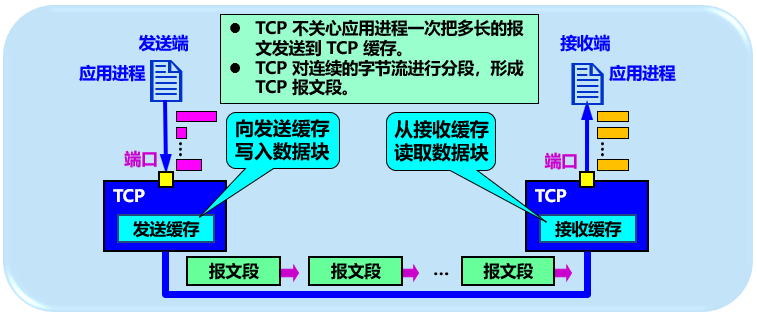 ● TCP 不关心应用进程一次把多长的报
文发送到 TCP 缓存。
● TCP 对连续的字节流进行分段，形成
TCP 报文段。
发送端
应用进程
接收端
应用进程
向发送缓存
写入数据块
从接收缓存
读取数据块
端口
端口
TCP
发送缓存
TCP
接收缓存
报文段
报文段
…
报文段